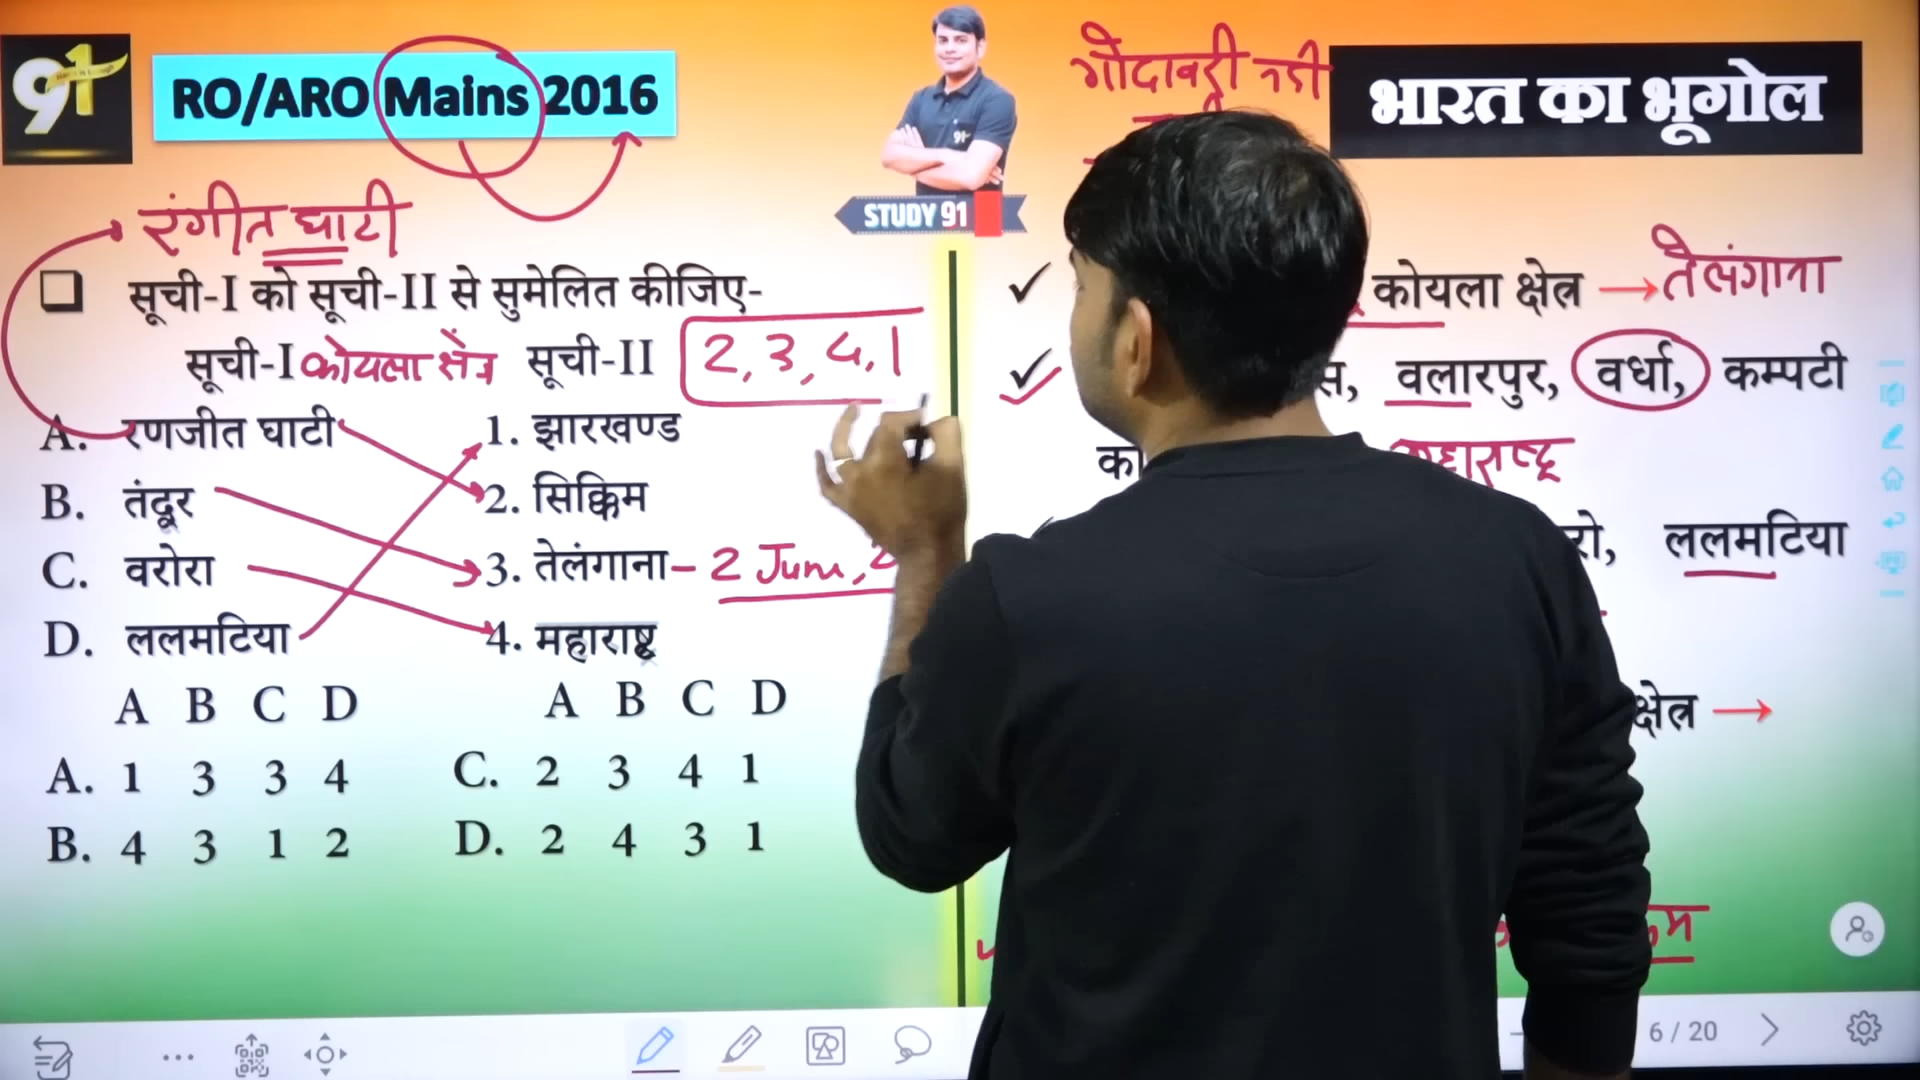 91
RO/ARO Mains 2016
STUDY 91
गोदावरी नदी
भारत का भूगोल
रंगीत घाटी
सूची-I को सूची-II से सुमेलित कीजिए-
सूची-I कोयला क्षेत्र सूची-II 2, 3, 4, 1
A. रणजीत घाटी 1. झारखण्ड
B. तंदूर 2. सिक्किम
C. वरोरा 3. तेलंगाना - 2 June,
D. ललमटिया 4. महाराष्ट्र
A B C D A B C D
A. 1 3 3 4 C. 2 3 4 1
B. 4 3 1 2 D. 2 4 3 1
कोयला क्षेत्र → तेलंगाना
वलारपुर, वर्धा, कम्पटी
महाराष्ट्र
ललमटिया
क्षेत्र →
6 / 20